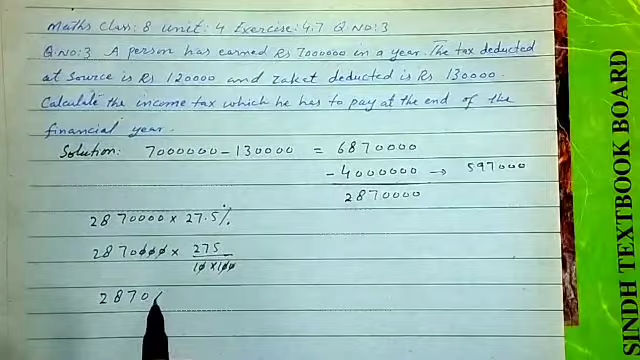 Maths Class: 8 Unit: 4 Exercise: 4.7 Q.NO: 3
Q.NO: 3 A person has earned Rs 7000000 in a year. The tax deducted
at source is Rs 120000 and zaket deducted is Rs 130000.
Calculate the income tax which he has to pay at the end of the
financial year.
Solution: 7000000 - 130000 = 6870000
- 4000000 → 597000
2870000
2870000 × 27.5%
2870000 × 275
10 × 100
2870
SINDH TEXTBOOK BOARD